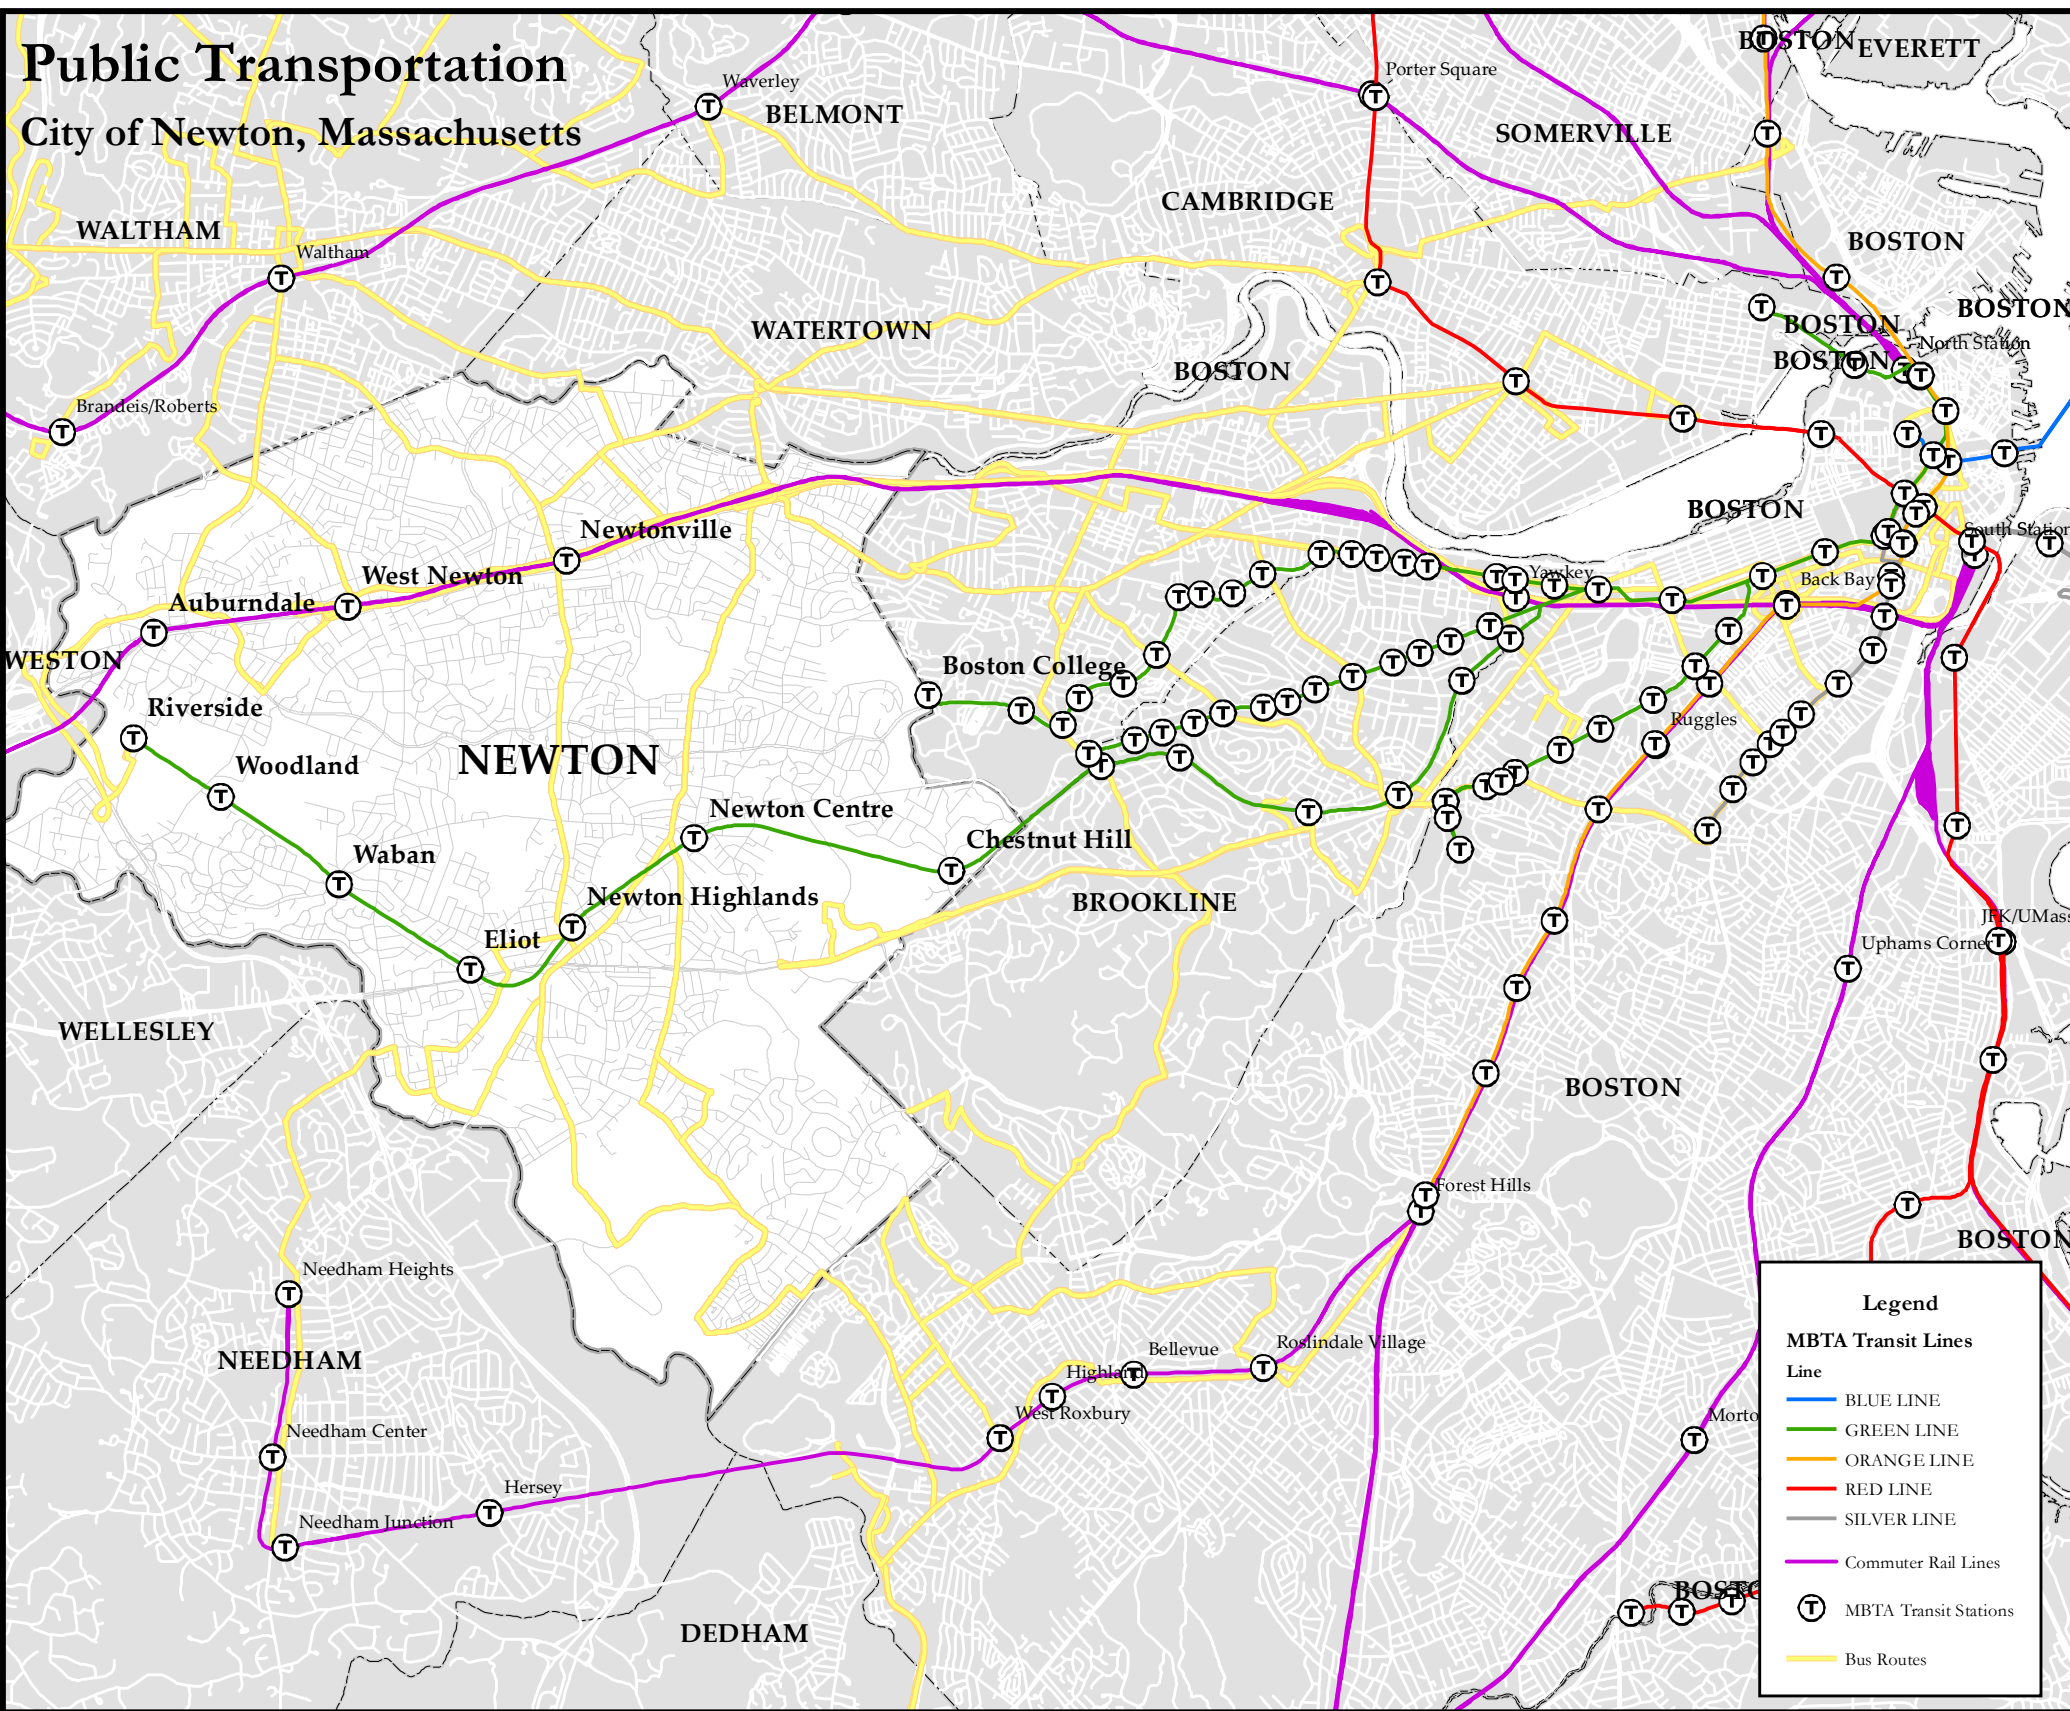 Public Transportation
City of Newton, Massachusetts
BOSTON
EVERETT
Porter Square
Waverley
BELMONT
SOMERVILLE
CAMBRIDGE
WALTHAM
Waltham
BOSTON
BOSTON
BOSTON
WATERTOWN
North Station
BOSTON
BOSTON
Brandeis/Roberts
BOSTON
Newtonville
South Station
West Newton
Yawkey
Back Bay
Auburndale
WESTON
Boston College
Riverside
Ruggles
Woodland
NEWTON
Newton Centre
Chestnut Hill
Waban
Newton Highlands
BROOKLINE
JFK/UMass
Eliot
Uphams Corner
WELLESLEY
BOSTON
Forest Hills
BOSTON
Needham Heights
Roslindale Village
Bellevue
NEEDHAM
Highland
West Roxbury
Needham Center
Morto
Hersey
Needham Junction
BOSTO
DEDHAM
Legend
MBTA Transit Lines
Line
BLUE LINE
GREEN LINE
ORANGE LINE
RED LINE
SILVER LINE
Commuter Rail Lines
T MBTA Transit Stations
Bus Routes